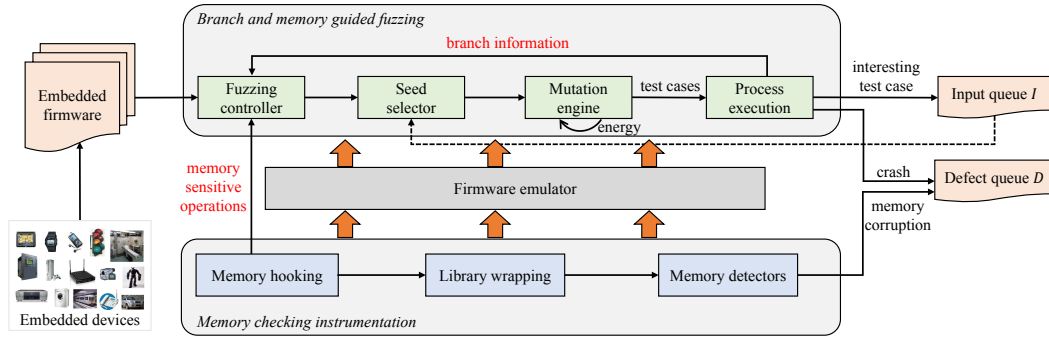 Branch and memory guided fuzzing
branch information
Embedded
firmware
Fuzzing
controller
Seed
selector
Mutation
engine
test cases
Process
execution
interesting
test case
Input queue I
energy
memory
sensitive
operations
Firmware emulator
crash
Defect queue D
memory
corruption
Memory hooking
Library wrapping
Memory detectors
Embedded devices
Memory checking instrumentation